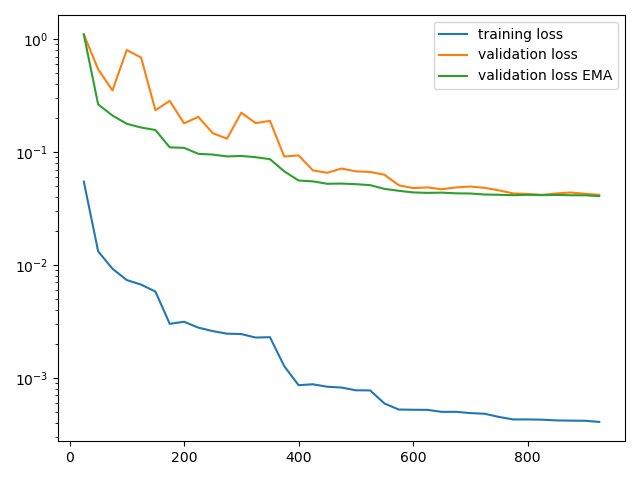 training loss
validation loss
validation loss EMA
10⁰
10⁻¹
10⁻²
10⁻³
0 200 400 600 800